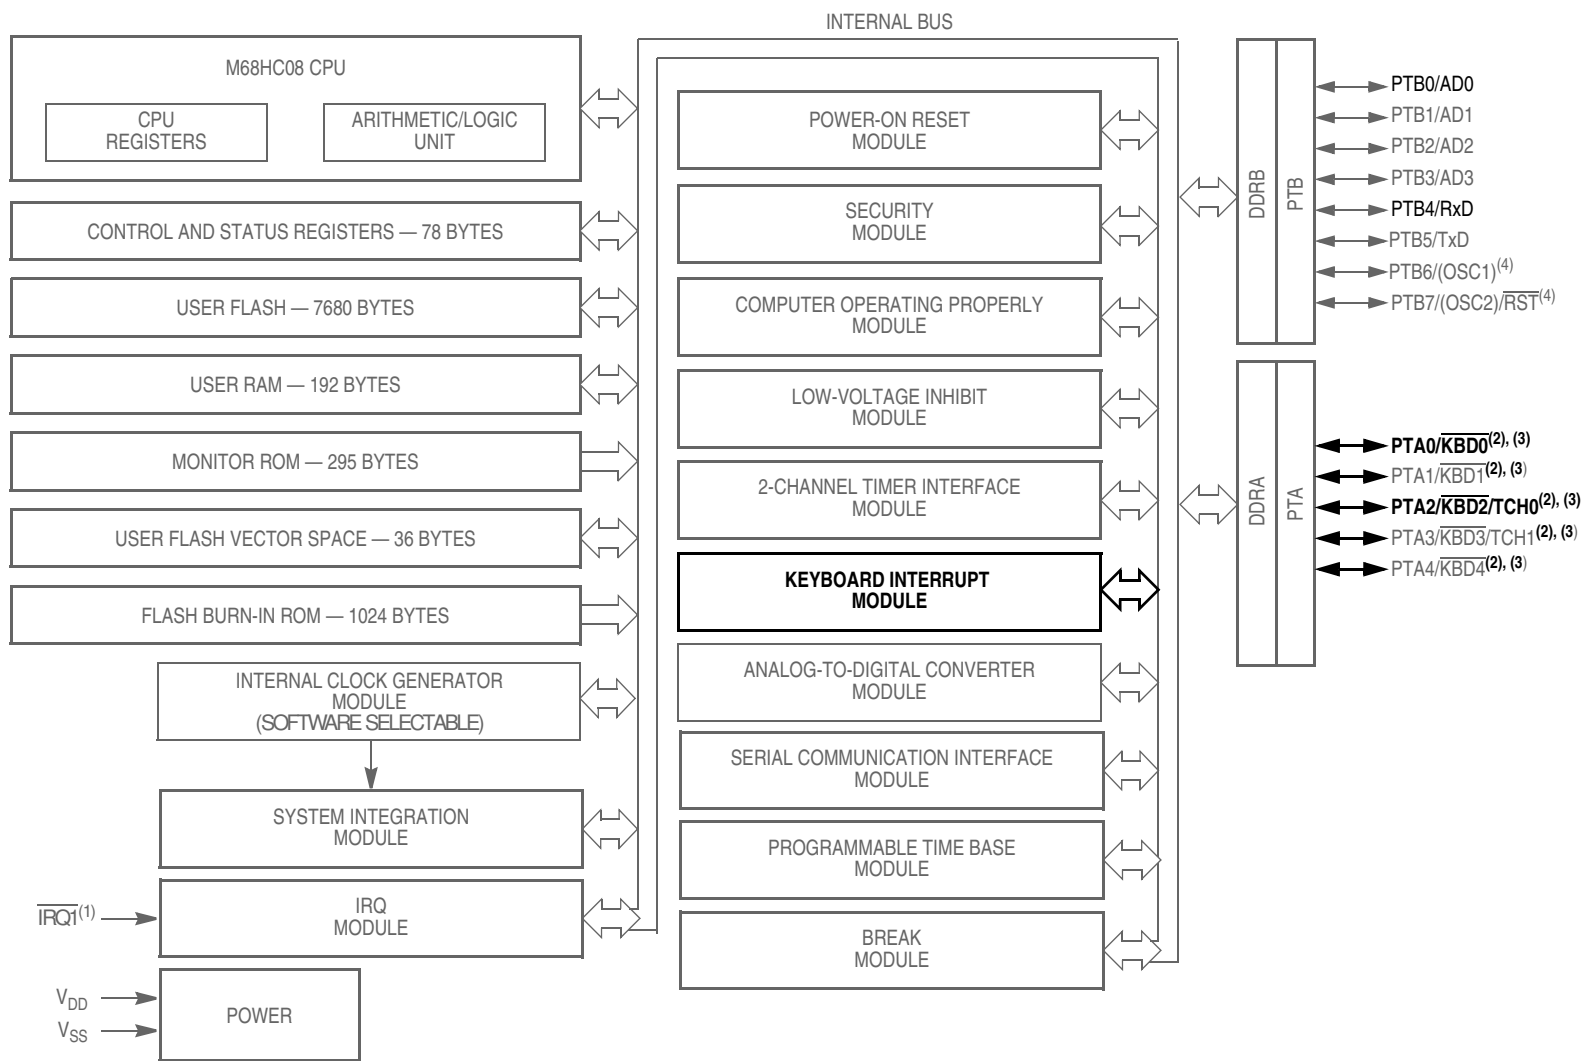 INTERNAL BUS
M68HC08 CPU
CPU
REGISTERS
ARITHMETIC/LOGIC
UNIT
CONTROL AND STATUS REGISTERS — 78 BYTES
USER FLASH — 7680 BYTES
USER RAM — 192 BYTES
MONITOR ROM — 295 BYTES
USER FLASH VECTOR SPACE — 36 BYTES
FLASH BURN-IN ROM — 1024 BYTES
INTERNAL CLOCK GENERATOR
MODULE
(SOFTWARE SELECTABLE)
SYSTEM INTEGRATION
MODULE
IRQ1(1)
IRQ
MODULE
VDD
VSS
POWER
POWER-ON RESET
MODULE
SECURITY
MODULE
COMPUTER OPERATING PROPERLY
MODULE
LOW-VOLTAGE INHIBIT
MODULE
2-CHANNEL TIMER INTERFACE
MODULE
KEYBOARD INTERRUPT
MODULE
ANALOG-TO-DIGITAL CONVERTER
MODULE
SERIAL COMMUNICATION INTERFACE
MODULE
PROGRAMMABLE TIME BASE
MODULE
BREAK
MODULE
DDRB
PTB
PTB0/AD0
PTB1/AD1
PTB2/AD2
PTB3/AD3
PTB4/RxD
PTB5/TxD
PTB6/(OSC1)(4)
PTB7/(OSC2)/RST(4)
DDRA
PTA
PTA0/KBD0(2), (3)
PTA1/KBD1(2), (3)
PTA2/KBD2/TCH0(2), (3)
PTA3/KBD3/TCH1(2), (3)
PTA4/KBD4(2), (3)